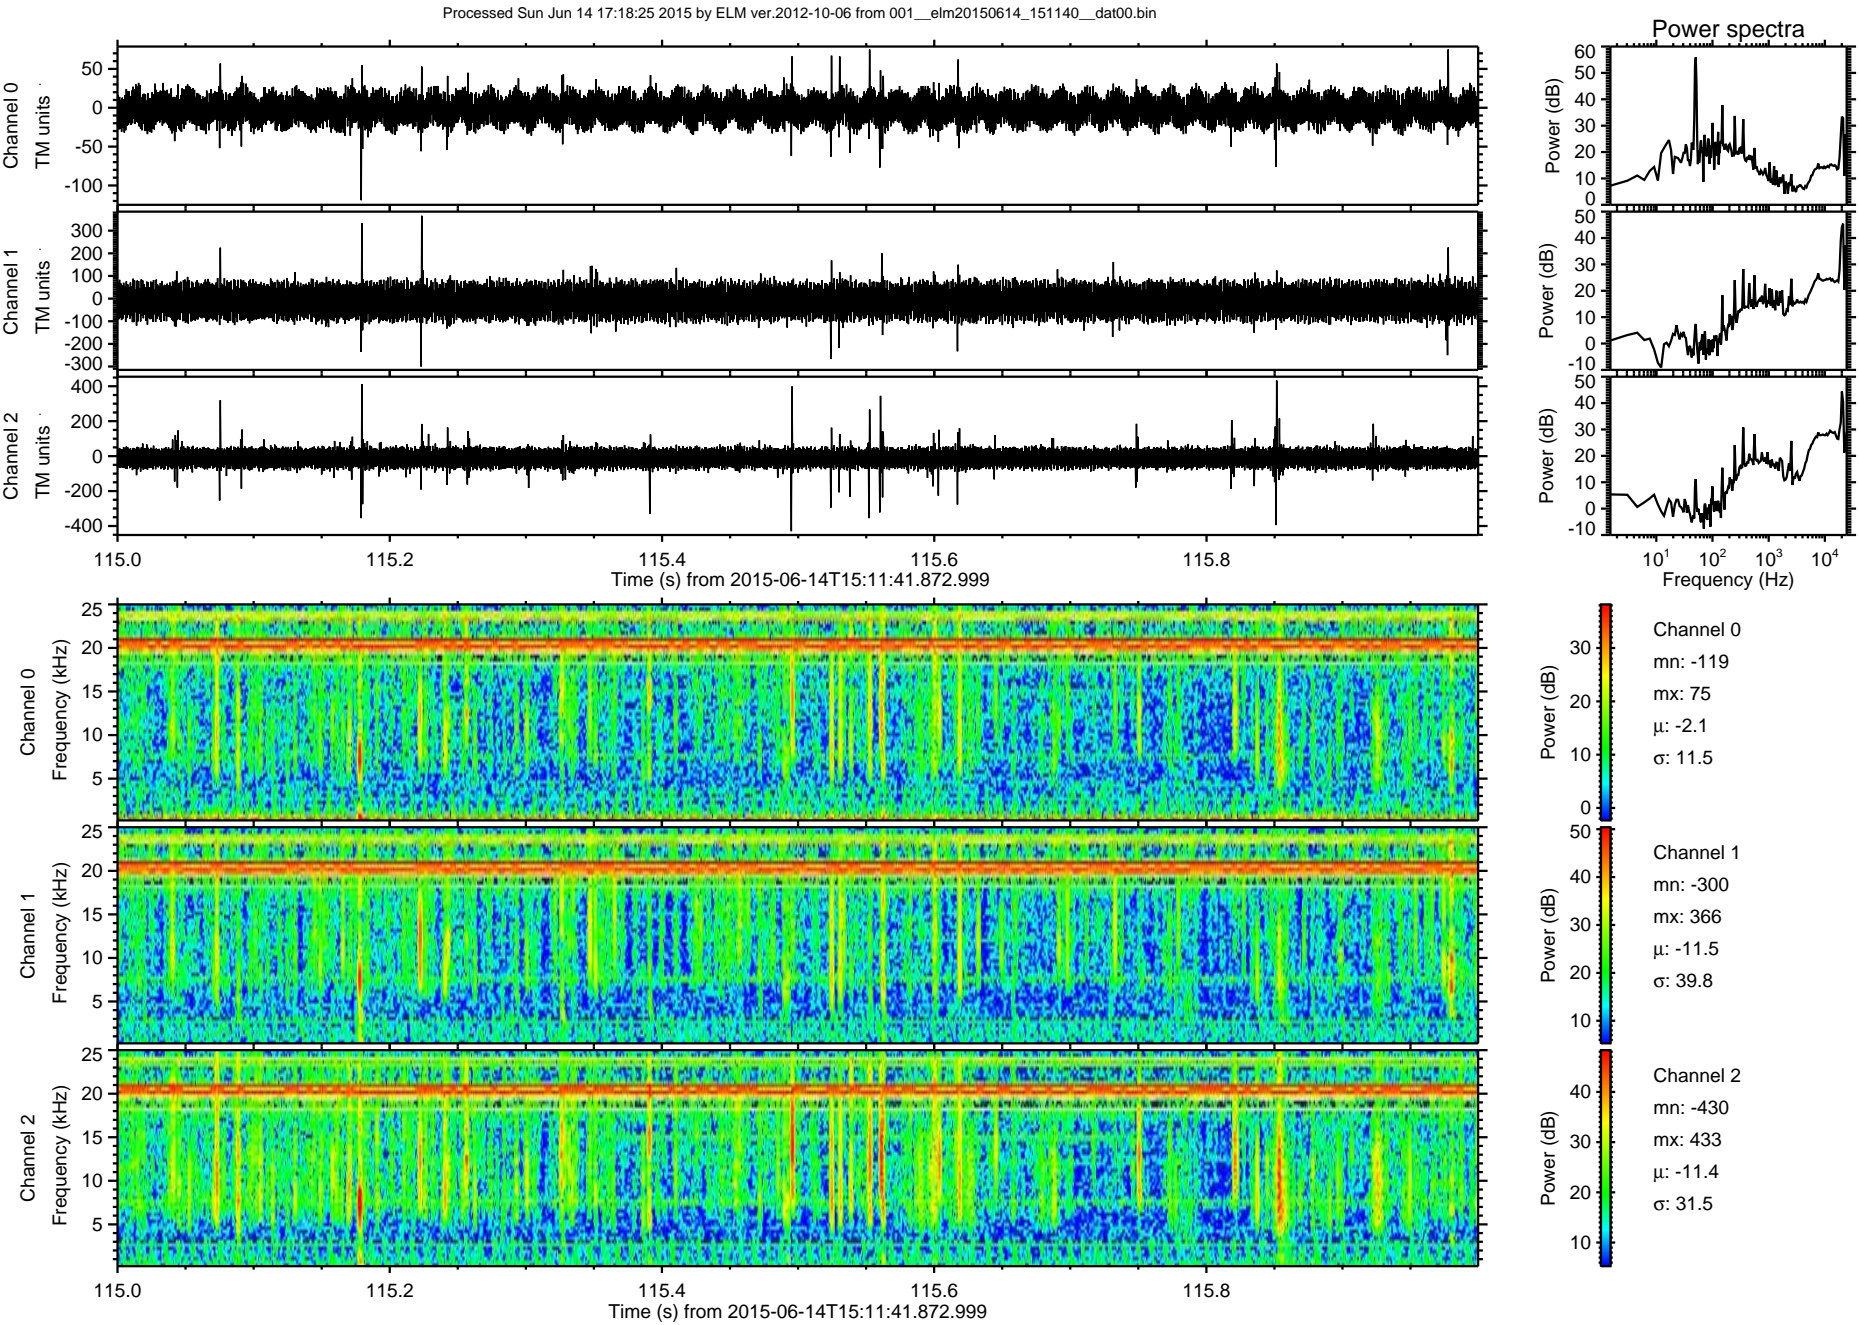 Processed Sun Jun 14 17:18:25 2015 by ELM ver.2012-10-06 from 001__elm20150614_151140__dat00.bin
Power spectra
Channel 0
TM units
50
0
-50
-100
Power (dB)
60
50
40
30
20
10
0
Channel 1
TM units
300
200
100
0
-100
-200
-300
Power (dB)
50
40
30
20
10
0
-10
Channel 2
TM units
400
200
0
-200
-400
Power (dB)
50
40
30
20
10
0
-10
115.0 115.2 115.4 115.6 115.8
Time (s) from 2015-06-14T15:11:41.872.999
10^1 10^2 10^3 10^4
Frequency (Hz)
Channel 0
Frequency (kHz)
25
20
15
10
5
Power (dB)
30
20
10
0
Channel 0
mn: -119
mx: 75
μ: -2.1
σ: 11.5
Channel 1
Frequency (kHz)
25
20
15
10
5
Power (dB)
50
40
30
20
10
Channel 1
mn: -300
mx: 366
μ: -11.5
σ: 39.8
Channel 2
Frequency (kHz)
25
20
15
10
5
Power (dB)
40
30
20
10
Channel 2
mn: -430
mx: 433
μ: -11.4
σ: 31.5
115.0 115.2 115.4 115.6 115.8
Time (s) from 2015-06-14T15:11:41.872.999